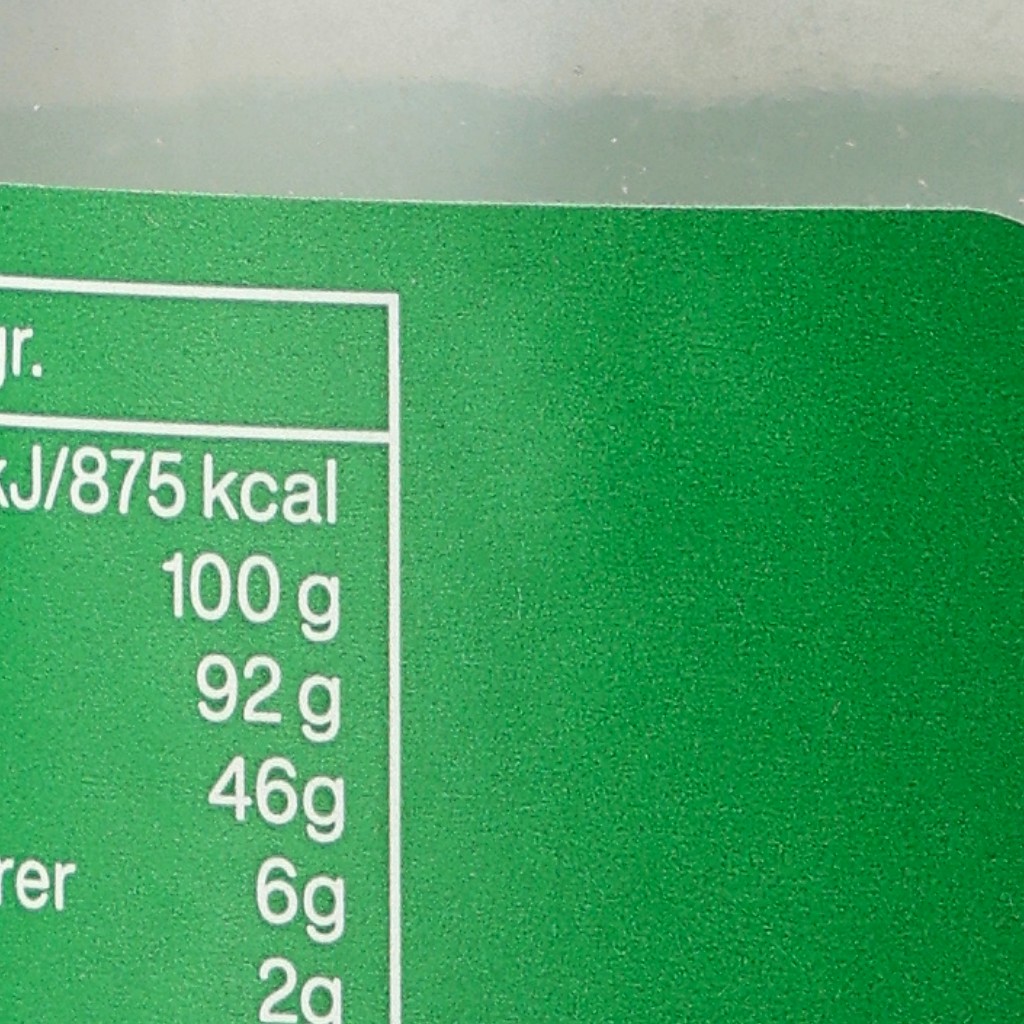 gr.
kJ/875 kcal
100 g
92 g
46g
rer 6g
2g